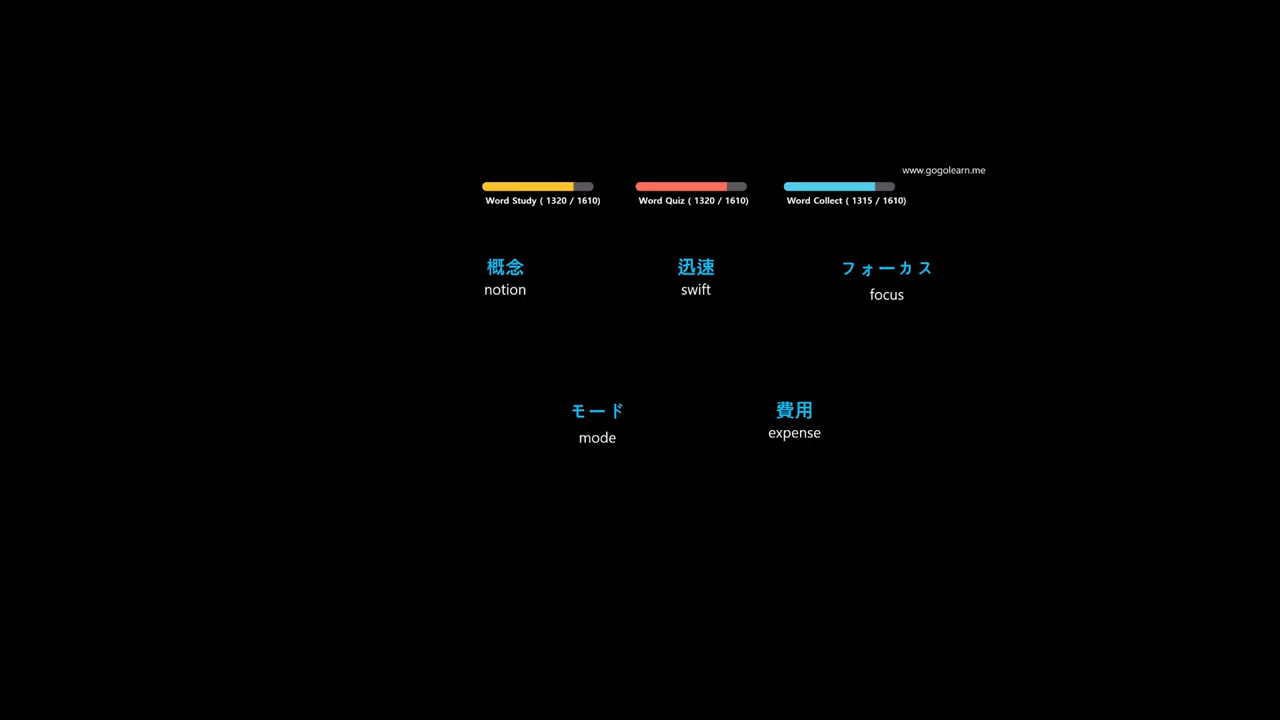 www.gogolearn.me
Word Study ( 1320 / 1610)
Word Quiz ( 1320 / 1610)
Word Collect ( 1315 / 1610)
概念
notion
迅速
swift
フォーカス
focus
モード
mode
費用
expense